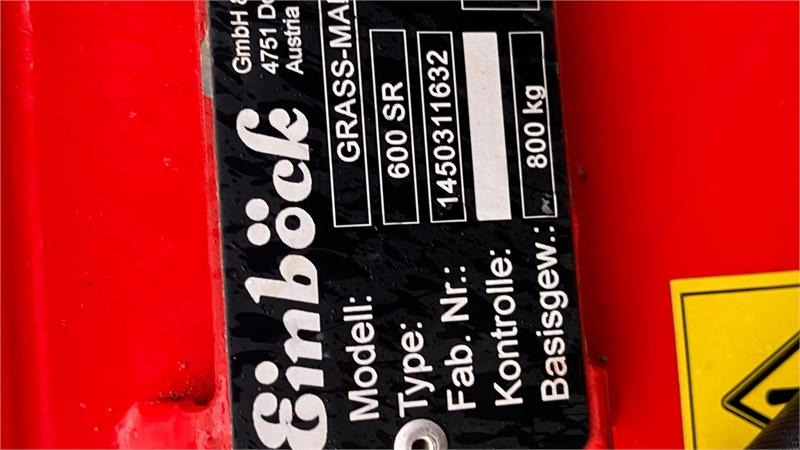 Einböck
GmbH &
4751
Austria
Modell: GRASS-MA
Type: 600 SR
Fab. Nr.: 1450311632
Kontrolle:
Basisgew.: 800 kg